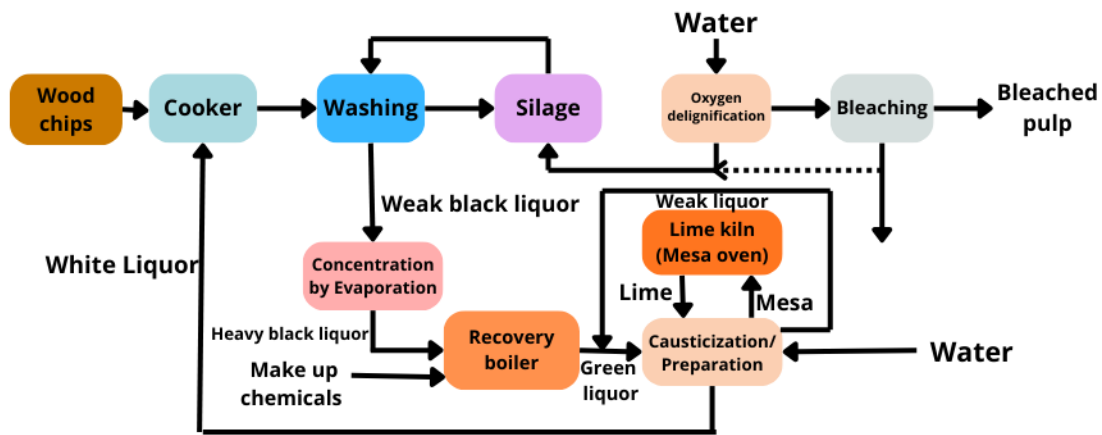 Water
Wood
chips
Cooker
Washing
Silage
Oxygen
delignification
Bleaching
Bleached
pulp
Weak black liquor
Weak liquor
Lime kiln
(Mesa oven)
White Liquor
Concentration
by Evaporation
Lime
Mesa
Heavy black liquor
Recovery
boiler
Causticization/
Preparation
Water
Make up
chemicals
Green
liquor